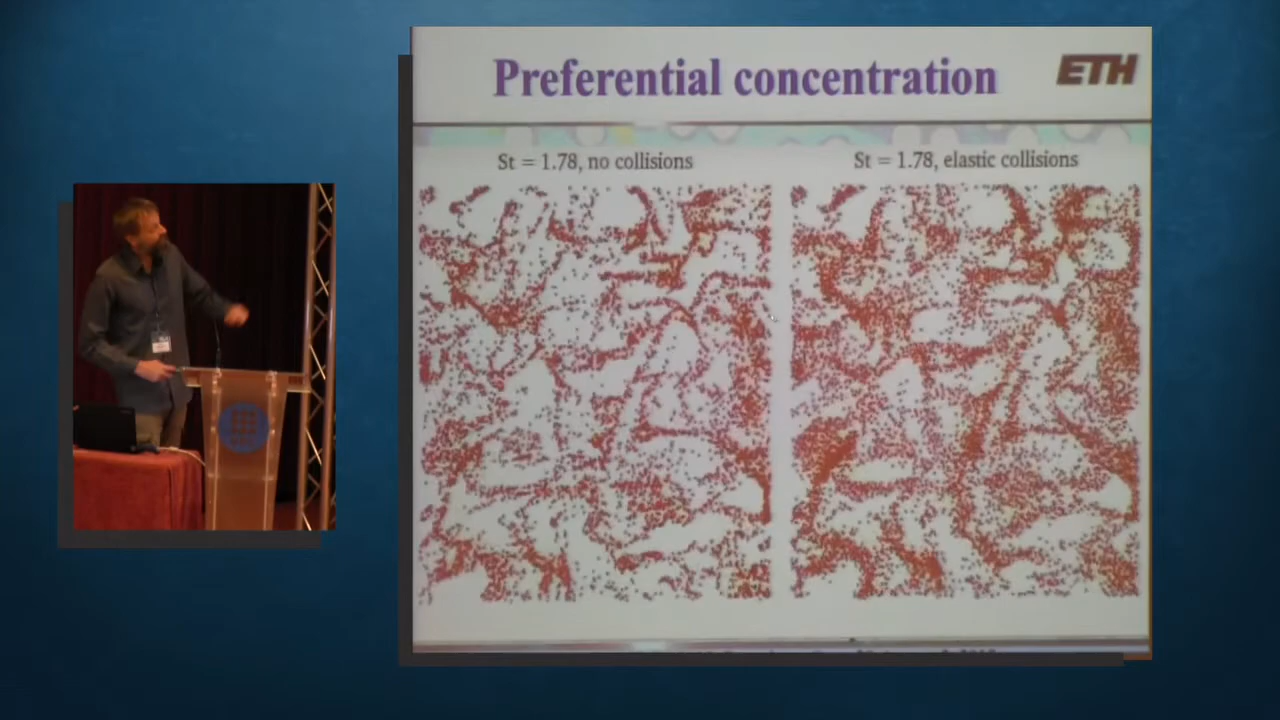 Preferential concentration
ETH
St = 1.78, no collisions
St = 1.78, elastic collisions